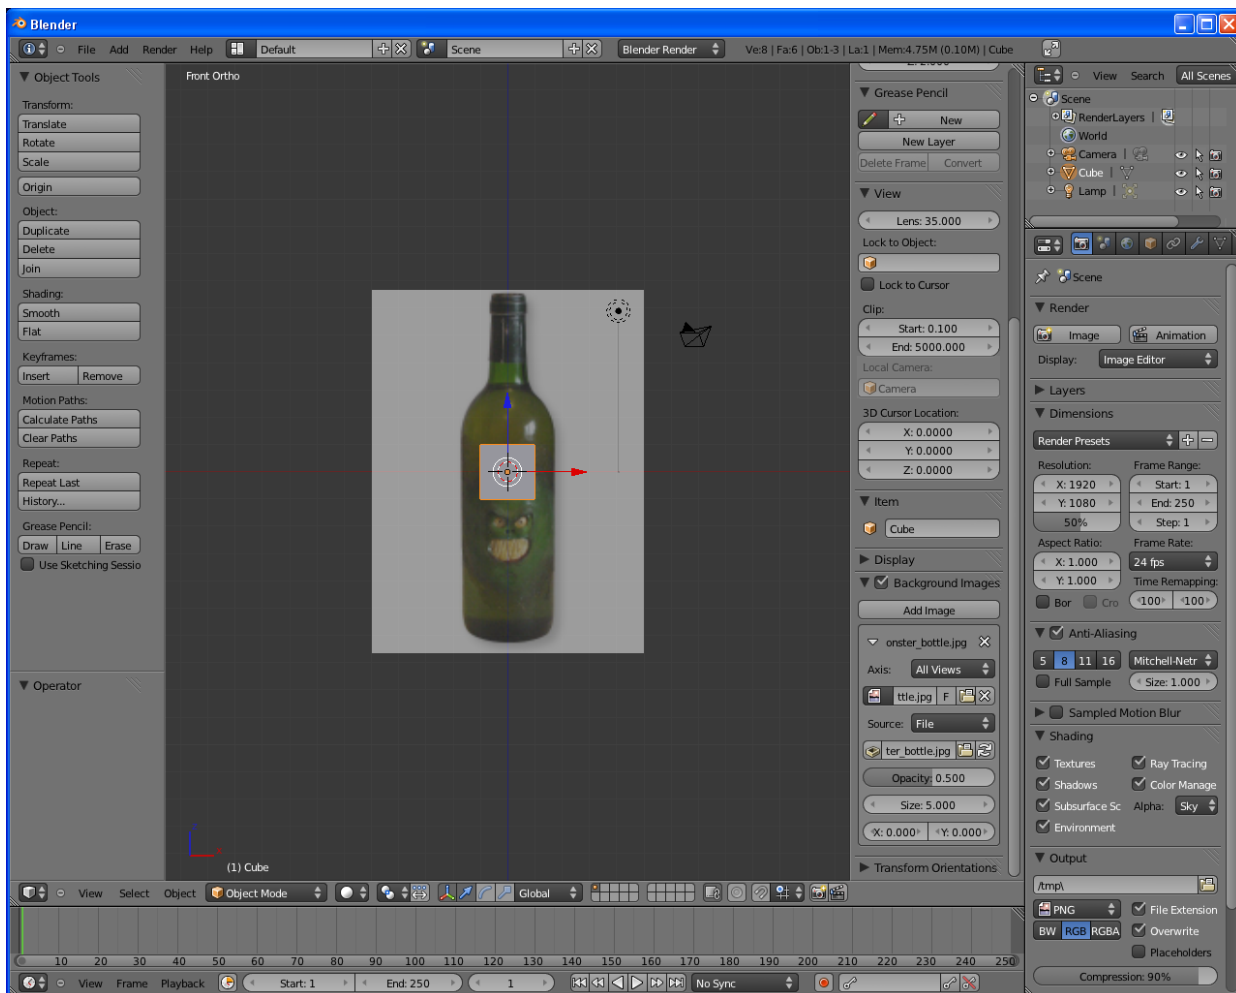 Blender
File Add Render Help Default Scene Blender Render Ve:8 | Fa:6 | Ob:1-3 | La:1 | Mem:4.75M (0.10M) | Cube
Object Tools
Transform:
Translate
Rotate
Scale
Origin
Object:
Duplicate
Delete
Join
Shading:
Smooth
Flat
Keyframes:
Insert Remove
Motion Paths:
Calculate Paths
Clear Paths
Repeat:
Repeat Last
History...
Grease Pencil:
Draw Line Erase
Use Sketching Sessio
Operator
Front Ortho
(1) Cube
Grease Pencil
New
New Layer
Delete Frame Convert
View
Lens: 35.000
Lock to Object:
Lock to Cursor
Clip:
Start: 0.100
End: 5000.000
Local Camera:
Camera
3D Cursor Location:
X: 0.0000
Y: 0.0000
Z: 0.0000
Item
Cube
Display
Background Images
Add Image
onster_bottle.jpg
Axis: All Views
ttle.jpg F
Source: File
ter_bottle.jpg
Opacity: 0.500
Size: 5.000
X: 0.000 Y: 0.000
Transform Orientations
View Search All Scenes
Scene
RenderLayers |
World
Camera |
Cube |
Lamp |
Scene
Render
Image Animation
Display: Image Editor
Layers
Dimensions
Render Presets
Resolution: Frame Range:
X: 1920 Start: 1
Y: 1080 End: 250
50% Step: 1
Aspect Ratio: Frame Rate:
X: 1.000 24 fps
Y: 1.000 Time Remapping:
Bor Cro 100 100
Anti-Aliasing
5 8 11 16 Mitchell-Netr
Full Sample Size: 1.000
Sampled Motion Blur
Shading
Textures Ray Tracing
Shadows Color Manage
Subsurface Sc Alpha: Sky
Environment
Output
/tmp\
PNG File Extension
BW RGB RGBA Overwrite
Placeholders
Compression: 90%
View Select Object Object Mode Global
10 20 30 40 50 60 70 80 90 100 110 120 130 140 150 160 170 180 190 200 210 220 230 240 250
View Frame Playback Start: 1 End: 250 1 No Sync